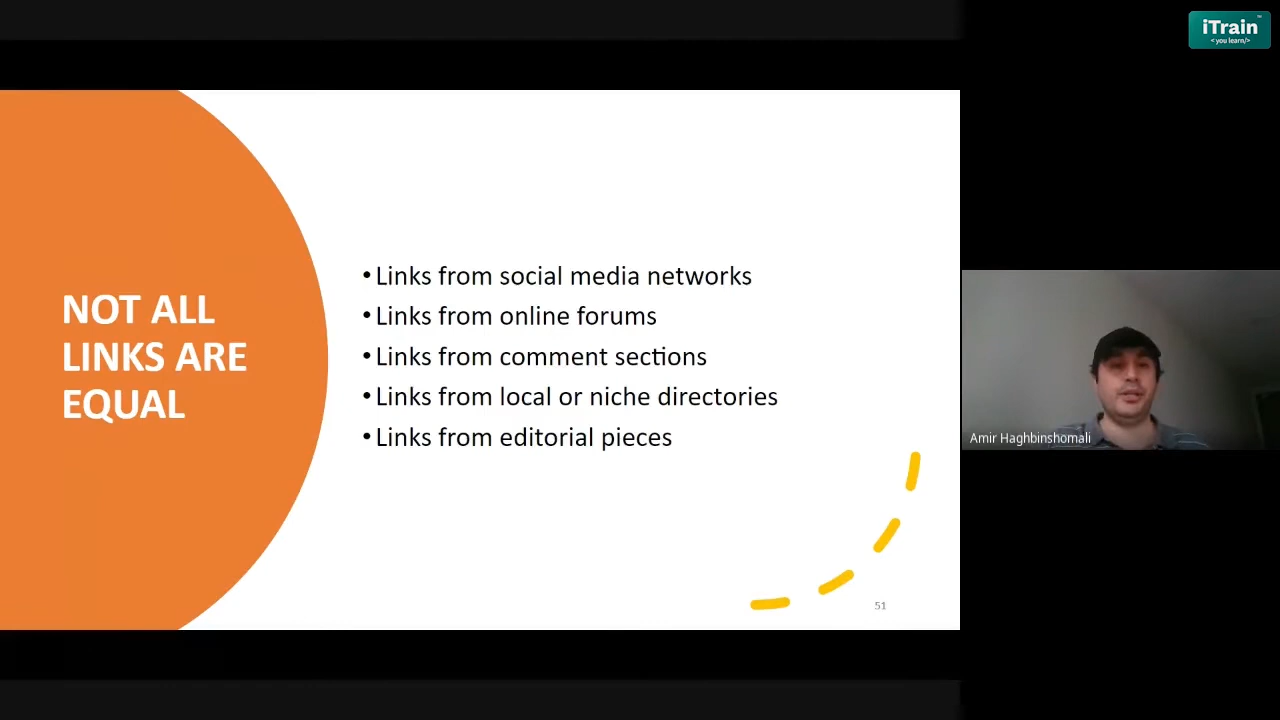 iTrain
< you learn/>
NOT ALL
LINKS ARE
EQUAL
• Links from social media networks
• Links from online forums
• Links from comment sections
• Links from local or niche directories
• Links from editorial pieces
51
Amir Haghbinshomali